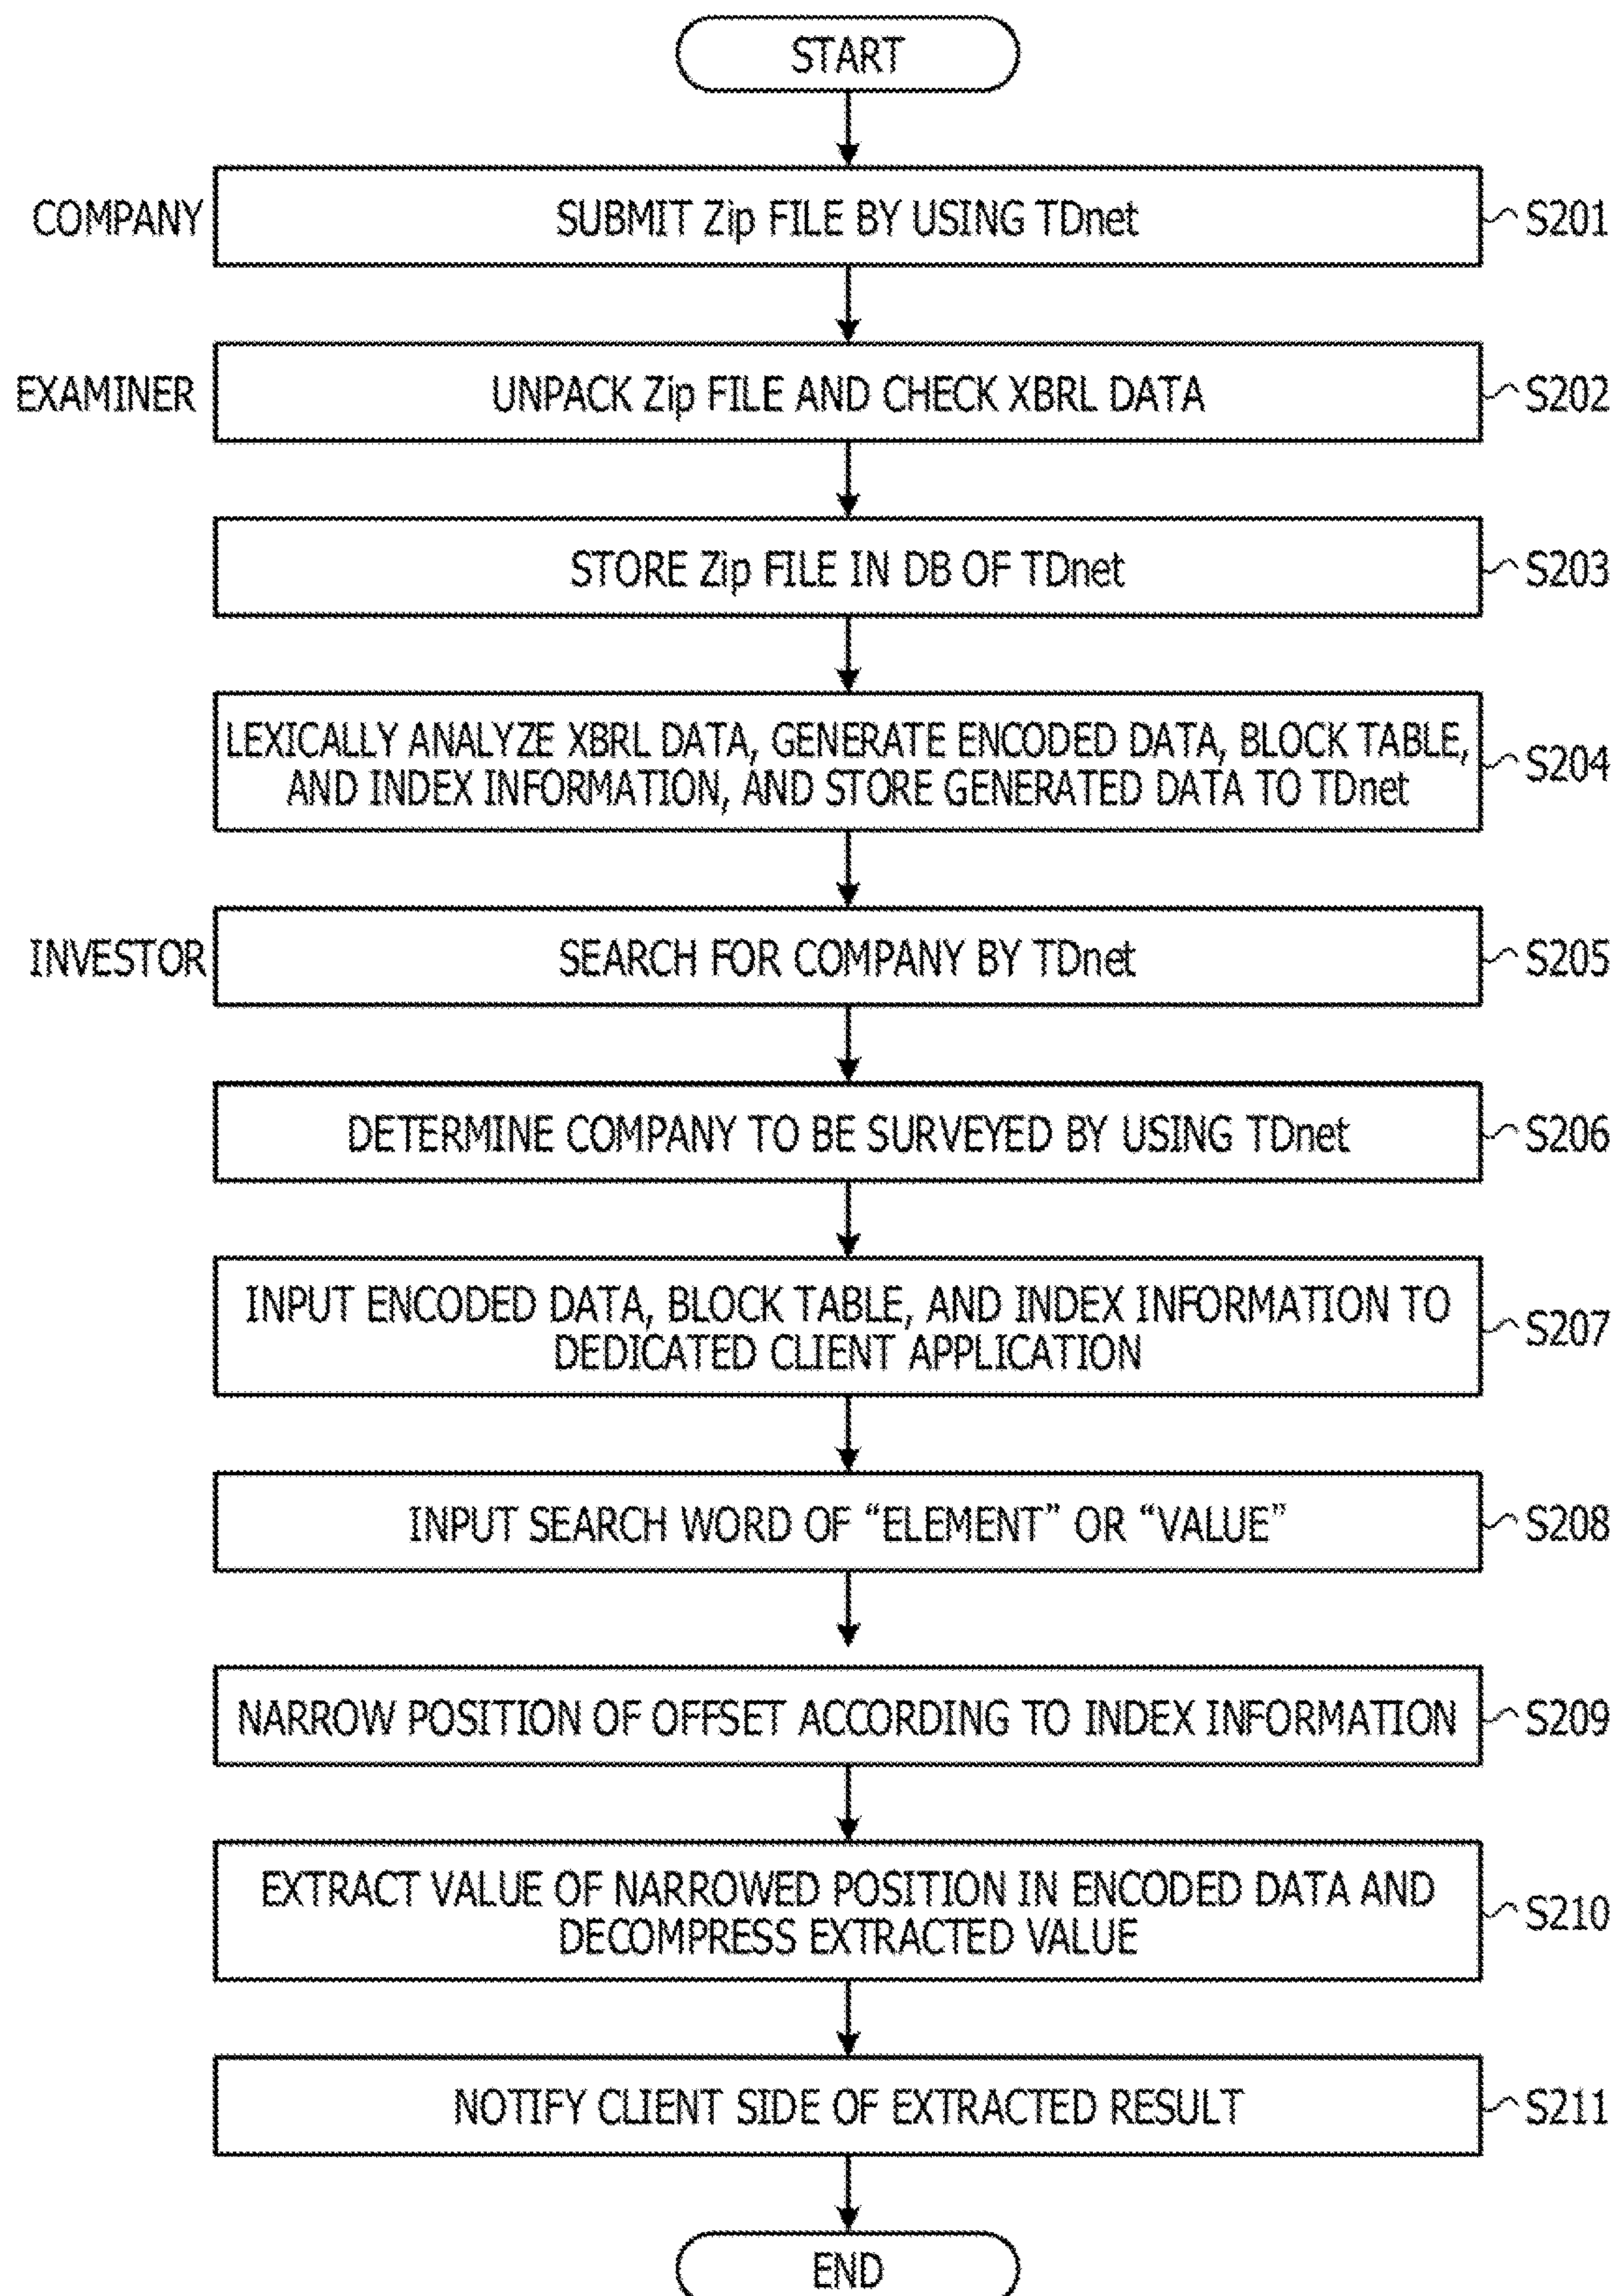 START
COMPANY
SUBMIT Zip FILE BY USING TDnet
S201
EXAMINER
UNPACK Zip FILE AND CHECK XBRL DATA
S202
STORE Zip FILE IN DB OF TDnet
S203
LEXICALLY ANALYZE XBRL DATA, GENERATE ENCODED DATA, BLOCK TABLE,
AND INDEX INFORMATION, AND STORE GENERATED DATA TO TDnet
S204
INVESTOR
SEARCH FOR COMPANY BY TDnet
S205
DETERMINE COMPANY TO BE SURVEYED BY USING TDnet
S206
INPUT ENCODED DATA, BLOCK TABLE, AND INDEX INFORMATION TO
DEDICATED CLIENT APPLICATION
S207
INPUT SEARCH WORD OF “ELEMENT” OR “VALUE”
S208
NARROW POSITION OF OFFSET ACCORDING TO INDEX INFORMATION
S209
EXTRACT VALUE OF NARROWED POSITION IN ENCODED DATA AND
DECOMPRESS EXTRACTED VALUE
S210
NOTIFY CLIENT SIDE OF EXTRACTED RESULT
S211
END